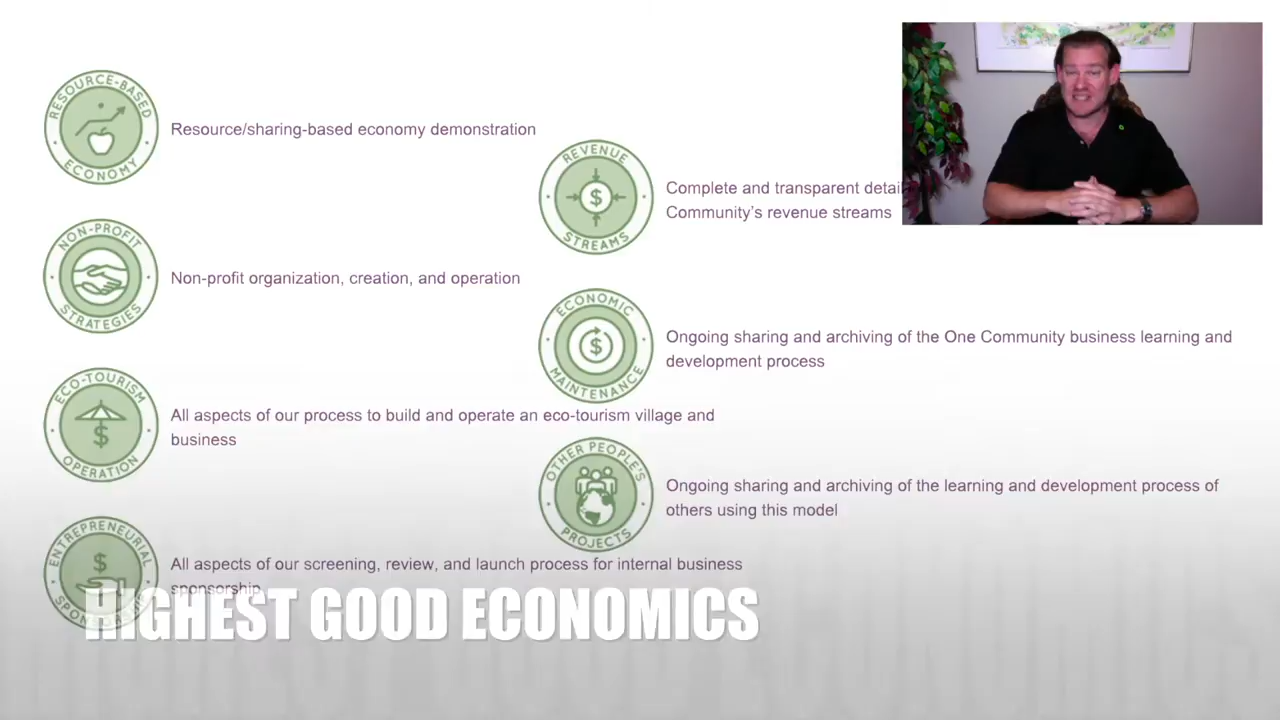 RESOURCE-BASED
ECONOMY
Resource/sharing-based economy demonstration
NON-PROFIT
STRATEGIES
Non-profit organization, creation, and operation
ECO-TOURISM
$
OPERATION
All aspects of our process to build and operate an eco-tourism village and
business
ENTREPRENEURIAL
$
All aspects of our screening, review, and launch process for internal business
sponsorship
REVENUE
$
STREAMS
Complete and transparent
Community’s revenue streams
ECONOMIC
$
MAINTENANCE
Ongoing sharing and archiving of the One Community business learning and
development process
OTHER PEOPLE'S
PROJECTS
Ongoing sharing and archiving of the learning and development process of
others using this model
HIGHEST GOOD ECONOMICS